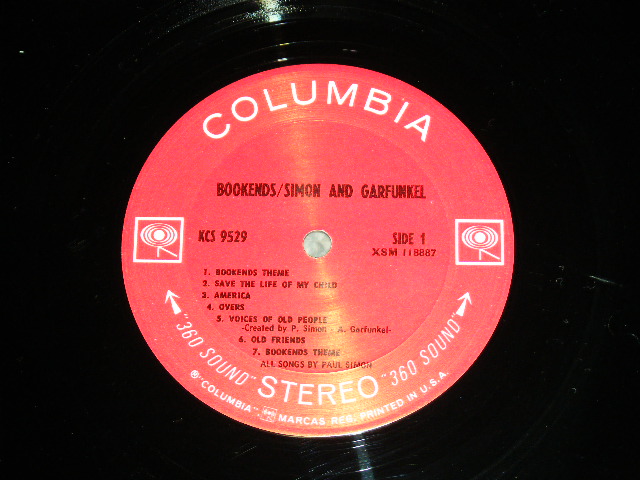 COLUMBIA
BOOKENDS/SIMON AND GARFUNKEL
KCS 9529
SIDE 1
XSM 118887
1. BOOKENDS THEME
2. SAVE THE LIFE OF MY CHILD
3. AMERICA
4. OVERS
5. VOICES OF OLD PEOPLE
-Created by P. Simon - A. Garfunkel-
6. OLD FRIENDS
7. BOOKENDS THEME
ALL SONGS BY PAUL SIMON
"360 SOUND" STEREO "360 SOUND"
® "COLUMBIA" MARCAS REG. PRINTED IN U.S.A.